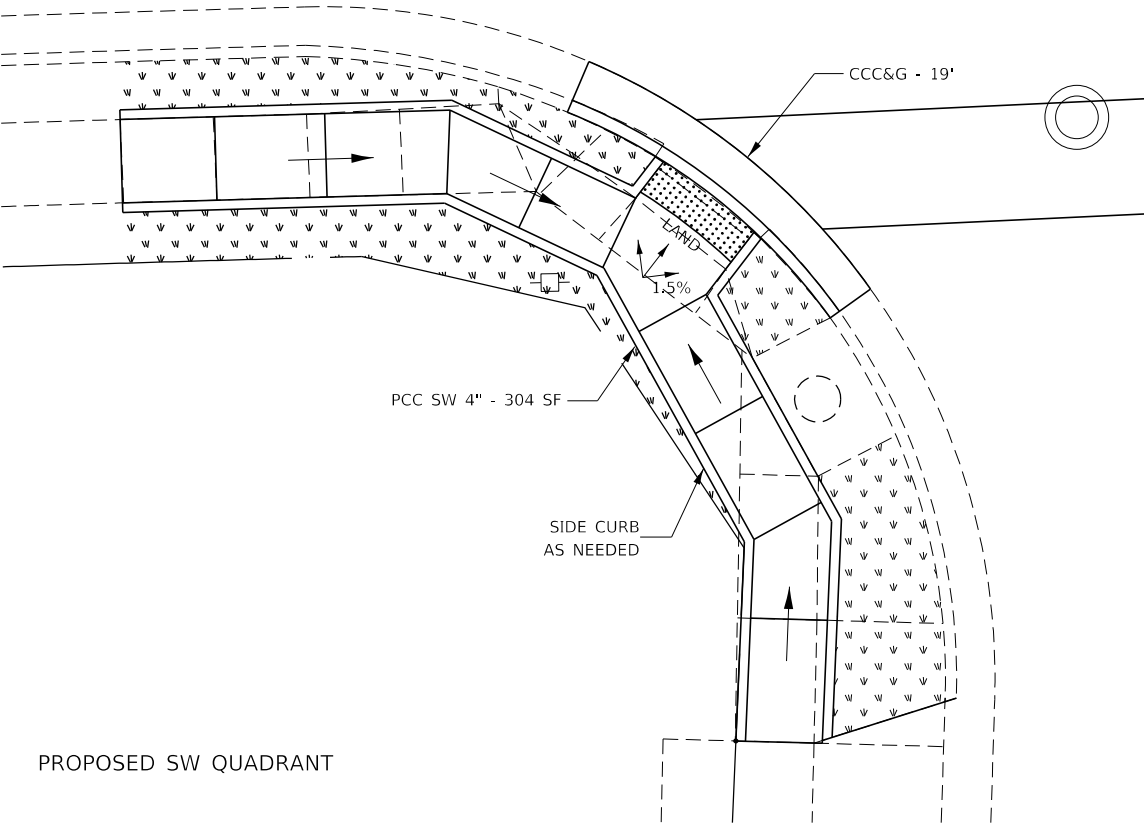 CCC&G - 19'
LAND
1.5%
PCC SW 4" - 304 SF
SIDE CURB
AS NEEDED
PROPOSED SW QUADRANT